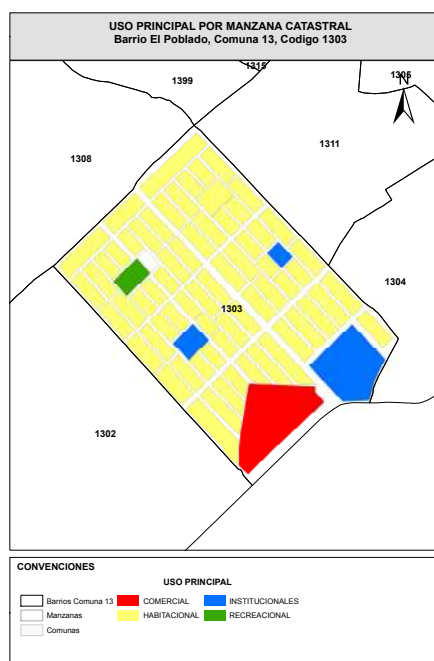 USO PRINCIPAL POR MANZANA CATASTRAL
Barrio El Poblado, Comuna 13, Codigo 1303
1315
1399
1305
N
1308
1311
1304
1303
1302
CONVENCIONES
USO PRINCIPAL
Barrios Comuna 13 COMERCIAL INSTITUCIONALES
Manzanas HABITACIONAL RECREACIONAL
Comunas